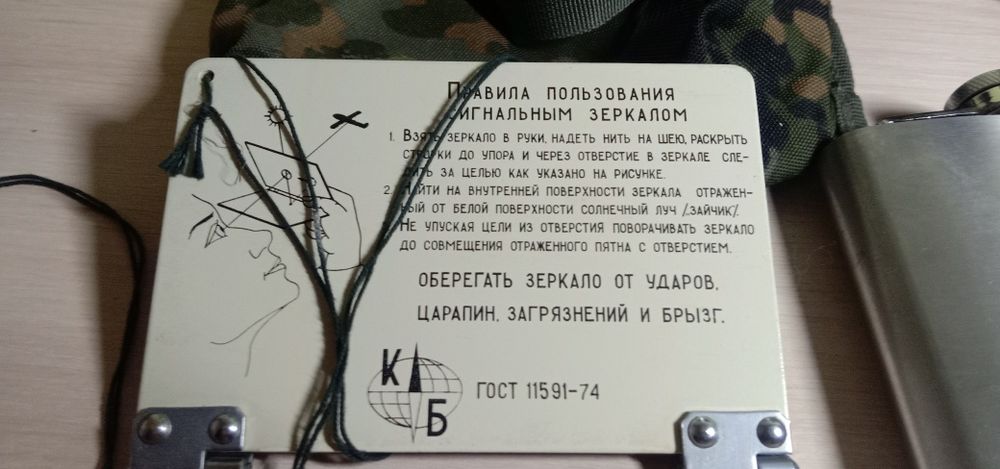 Правила пользования
сигнальным зеркалом
1. Взять зеркало в руки, надеть нить на шею, раскрыть
створки до упора и через отверстие в зеркале сле-
дить за целью как указано на рисунке.
2. Найти на внутренней поверхности зеркала отражен-
ный от белой поверхности солнечный луч /„зайчик"/.
Не упуская цели из отверстия поворачивать зеркало
до совмещения отраженного пятна с отверстием.
ОБЕРЕГАТЬ ЗЕРКАЛО ОТ УДАРОВ,
ЦАРАПИН, ЗАГРЯЗНЕНИЙ И БРЫЗГ.
К Б
ГОСТ 11591-74